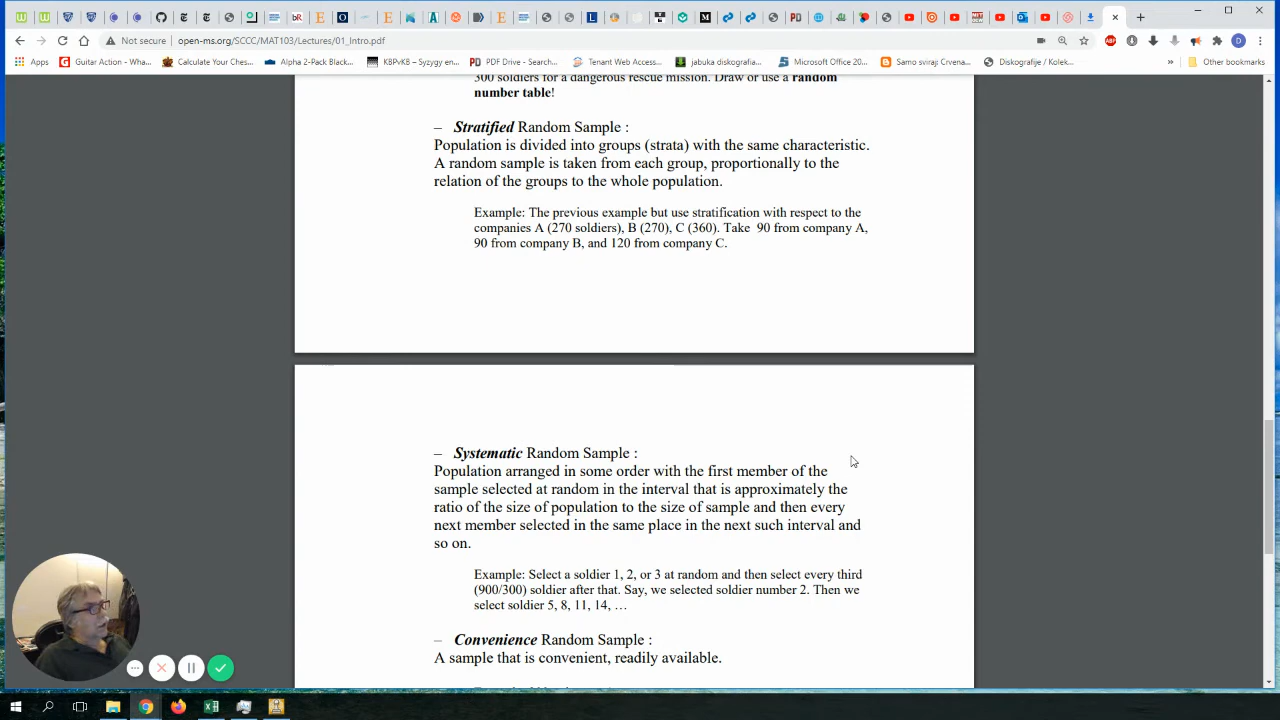 Not secure | open-ms.org/SCCC/MAT103/Lectures/01_Intro.pdf
Apps Guitar Action - Wha... Calculate Your Ches... Alpha 2-Pack Black... KBPvKB – Syzygy en... PDF Drive - Search... Tenant Web Access... jabuka diskografija... Microsoft Office 20... Samo sviraj: Crvena... Diskografije / Kolek... » Other bookmarks
300 soldiers for a dangerous rescue mission. Draw or use a random
number table!
– Stratified Random Sample :
Population is divided into groups (strata) with the same characteristic.
A random sample is taken from each group, proportionally to the
relation of the groups to the whole population.
Example: The previous example but use stratification with respect to the
companies A (270 soldiers), B (270), C (360). Take 90 from company A,
90 from company B, and 120 from company C.
– Systematic Random Sample :
Population arranged in some order with the first member of the
sample selected at random in the interval that is approximately the
ratio of the size of population to the size of sample and then every
next member selected in the same place in the next such interval and
so on.
Example: Select a soldier 1, 2, or 3 at random and then select every third
(900/300) soldier after that. Say, we selected soldier number 2. Then we
select soldier 5, 8, 11, 14, …
– Convenience Random Sample :
A sample that is convenient, readily available.